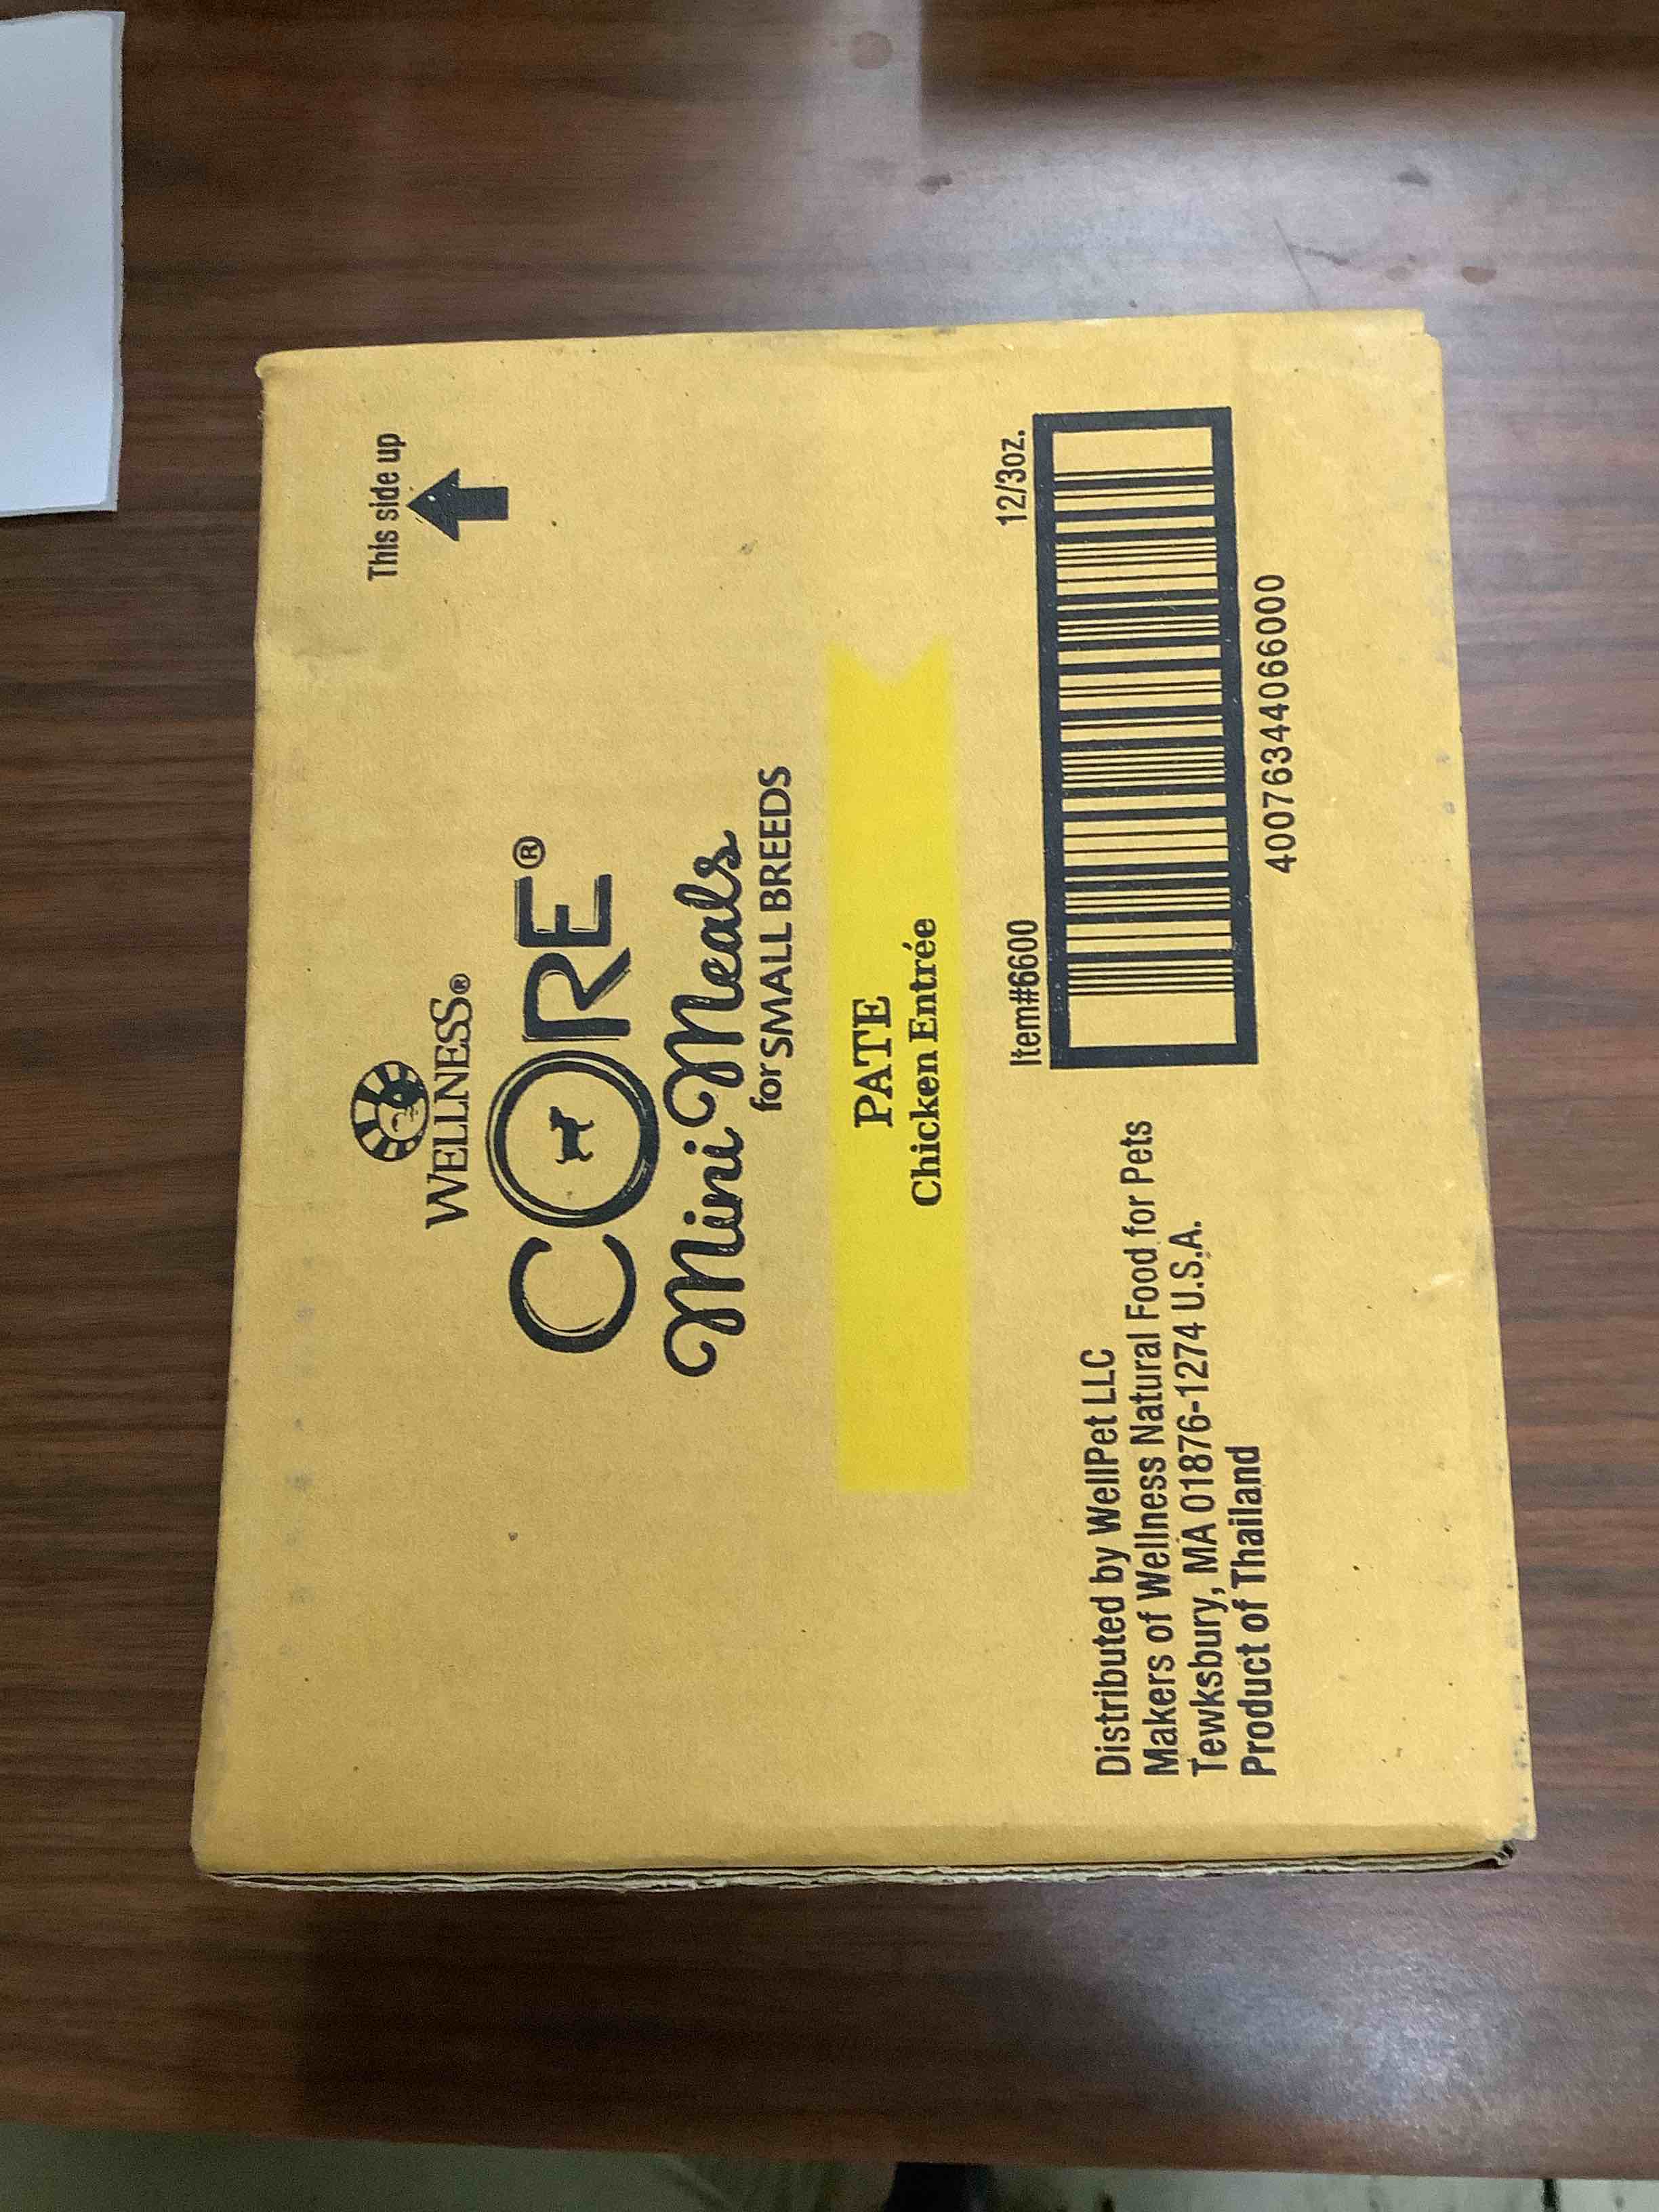 This side up
WELLNESS®
CORE®
Mini Meals
for SMALL BREEDS
PATE
Chicken Entrée
Distributed by WellPet LLC
Makers of Wellness Natural Food for Pets
Tewksbury, MA 01876-1274 U.S.A.
Product of Thailand
Item#6600 12/3oz.
40076344066000